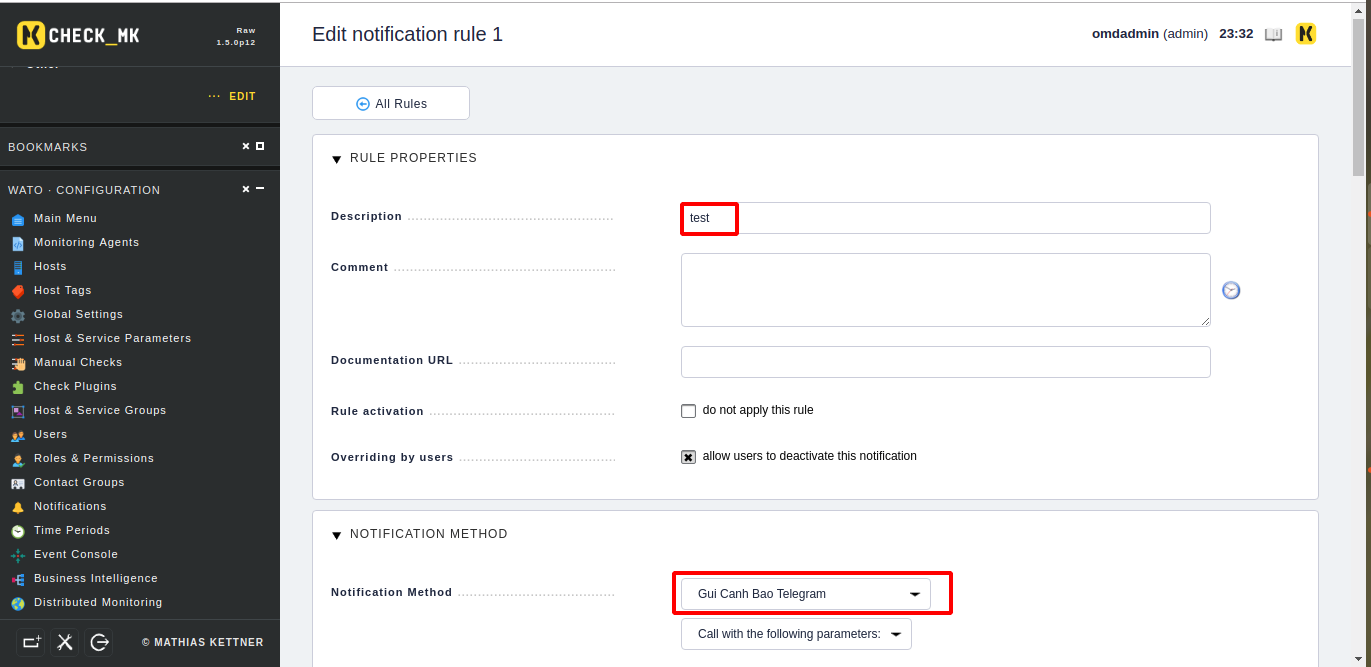 CHECK_MK
Raw
1.5.0p12
Edit notification rule 1
omdadmin (admin) 23:32
··· EDIT
BOOKMARKS
WATO · CONFIGURATION
Main Menu
Monitoring Agents
Hosts
Host Tags
Global Settings
Host & Service Parameters
Manual Checks
Check Plugins
Host & Service Groups
Users
Roles & Permissions
Contact Groups
Notifications
Time Periods
Event Console
Business Intelligence
Distributed Monitoring
© MATHIAS KETTNER
All Rules
RULE PROPERTIES
Description
test
Comment
Documentation URL
Rule activation
do not apply this rule
Overriding by users
allow users to deactivate this notification
NOTIFICATION METHOD
Notification Method
Gui Canh Bao Telegram
Call with the following parameters: